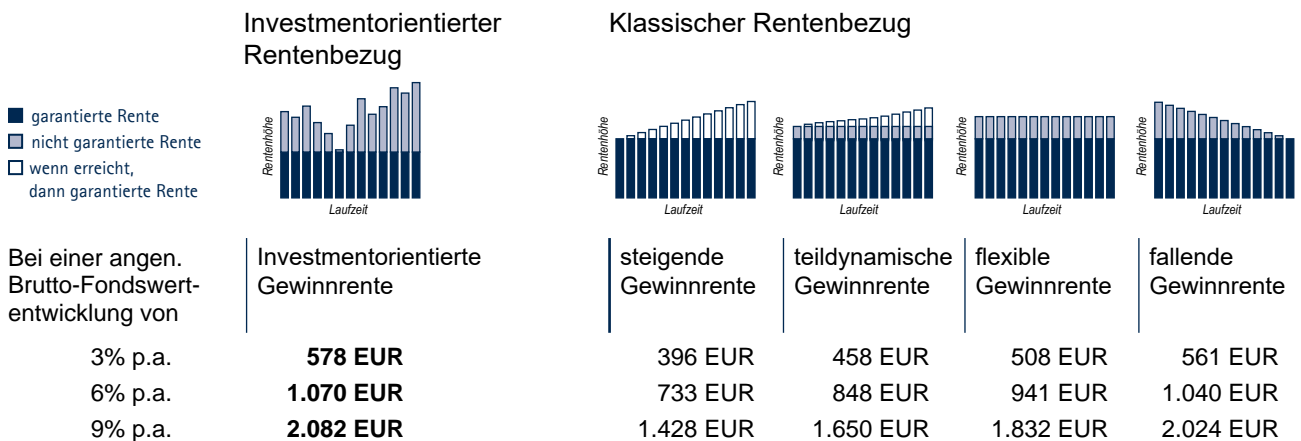 Investmentorientierter
Rentenbezug
Klassischer Rentenbezug
garantierte Rente
nicht garantierte Rente
wenn erreicht,
dann garantierte Rente
Rentenhöhe
Laufzeit
Rentenhöhe
Laufzeit
Rentenhöhe
Laufzeit
Rentenhöhe
Laufzeit
Rentenhöhe
Laufzeit
Bei einer angen.
Brutto-Fondswert-
entwicklung von
Investmentorientierte
Gewinnrente
steigende
Gewinnrente
teildynamische
Gewinnrente
flexible
Gewinnrente
fallende
Gewinnrente
3% p.a. 578 EUR 396 EUR 458 EUR 508 EUR 561 EUR
6% p.a. 1.070 EUR 733 EUR 848 EUR 941 EUR 1.040 EUR
9% p.a. 2.082 EUR 1.428 EUR 1.650 EUR 1.832 EUR 2.024 EUR